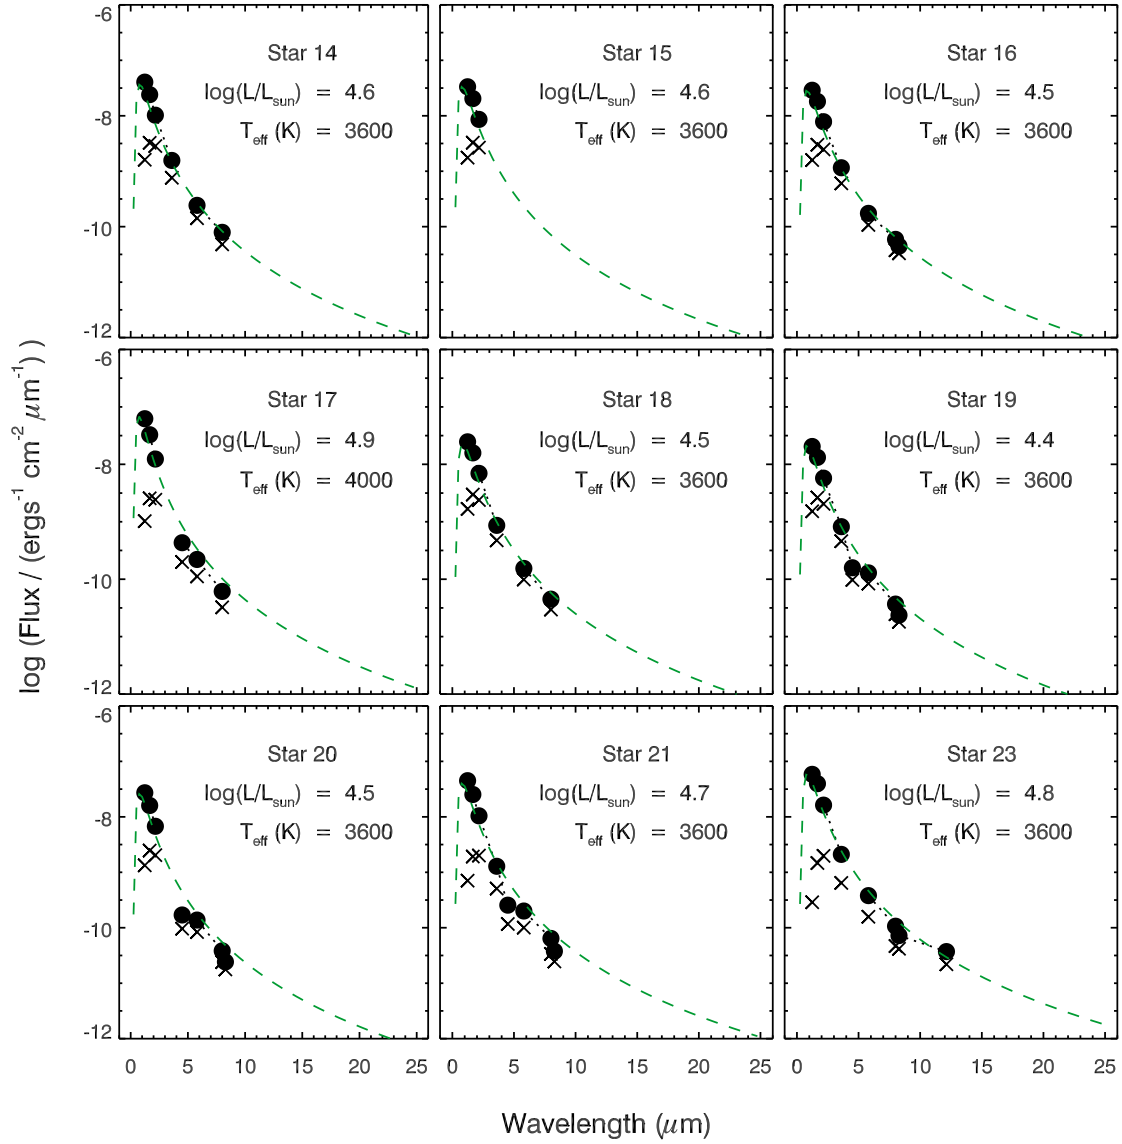 log (Flux / (ergs⁻¹ cm⁻² μm⁻¹) )
-6
-8
-10
-12
Star 14
log(L/Lsun) = 4.6
Teff (K) = 3600
Star 15
log(L/Lsun) = 4.6
Teff (K) = 3600
Star 16
log(L/Lsun) = 4.5
Teff (K) = 3600
-6
-8
-10
-12
Star 17
log(L/Lsun) = 4.9
Teff (K) = 4000
Star 18
log(L/Lsun) = 4.5
Teff (K) = 3600
Star 19
log(L/Lsun) = 4.4
Teff (K) = 3600
-6
-8
-10
-12
Star 20
log(L/Lsun) = 4.5
Teff (K) = 3600
Star 21
log(L/Lsun) = 4.7
Teff (K) = 3600
Star 23
log(L/Lsun) = 4.8
Teff (K) = 3600
0 5 10 15 20 25
0 5 10 15 20 25
0 5 10 15 20 25
Wavelength (μm)